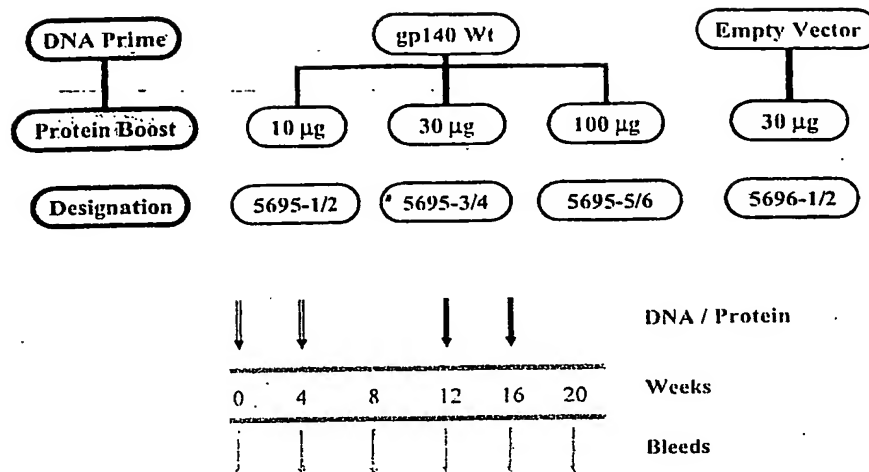 DNA Prime gp140 Wt Empty Vector
Protein Boost 10 µg 30 µg 100 µg 30 µg
Designation 5695-1/2 5695-3/4 5695-5/6 5696-1/2
DNA / Protein
0 4 8 12 16 20 Weeks
Bleeds